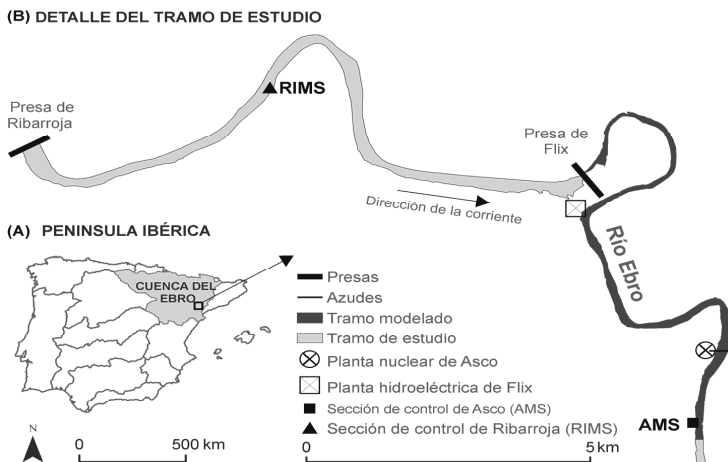 (B) DETALLE DEL TRAMO DE ESTUDIO
RIMS
Presa de
Ribarroja
Presa de
Flix
Dirección de la corriente
(A) PENINSULA IBÉRICA
Río Ebro
CUENCA DEL
EBRO
Presas
Azudes
Tramo modelado
Tramo de estudio
Planta nuclear de Asco
Planta hidroeléctrica de Flix
Sección de control de Asco (AMS)
Sección de control de Ribarroja (RIMS)
AMS
N
0 500 km
0 5 km